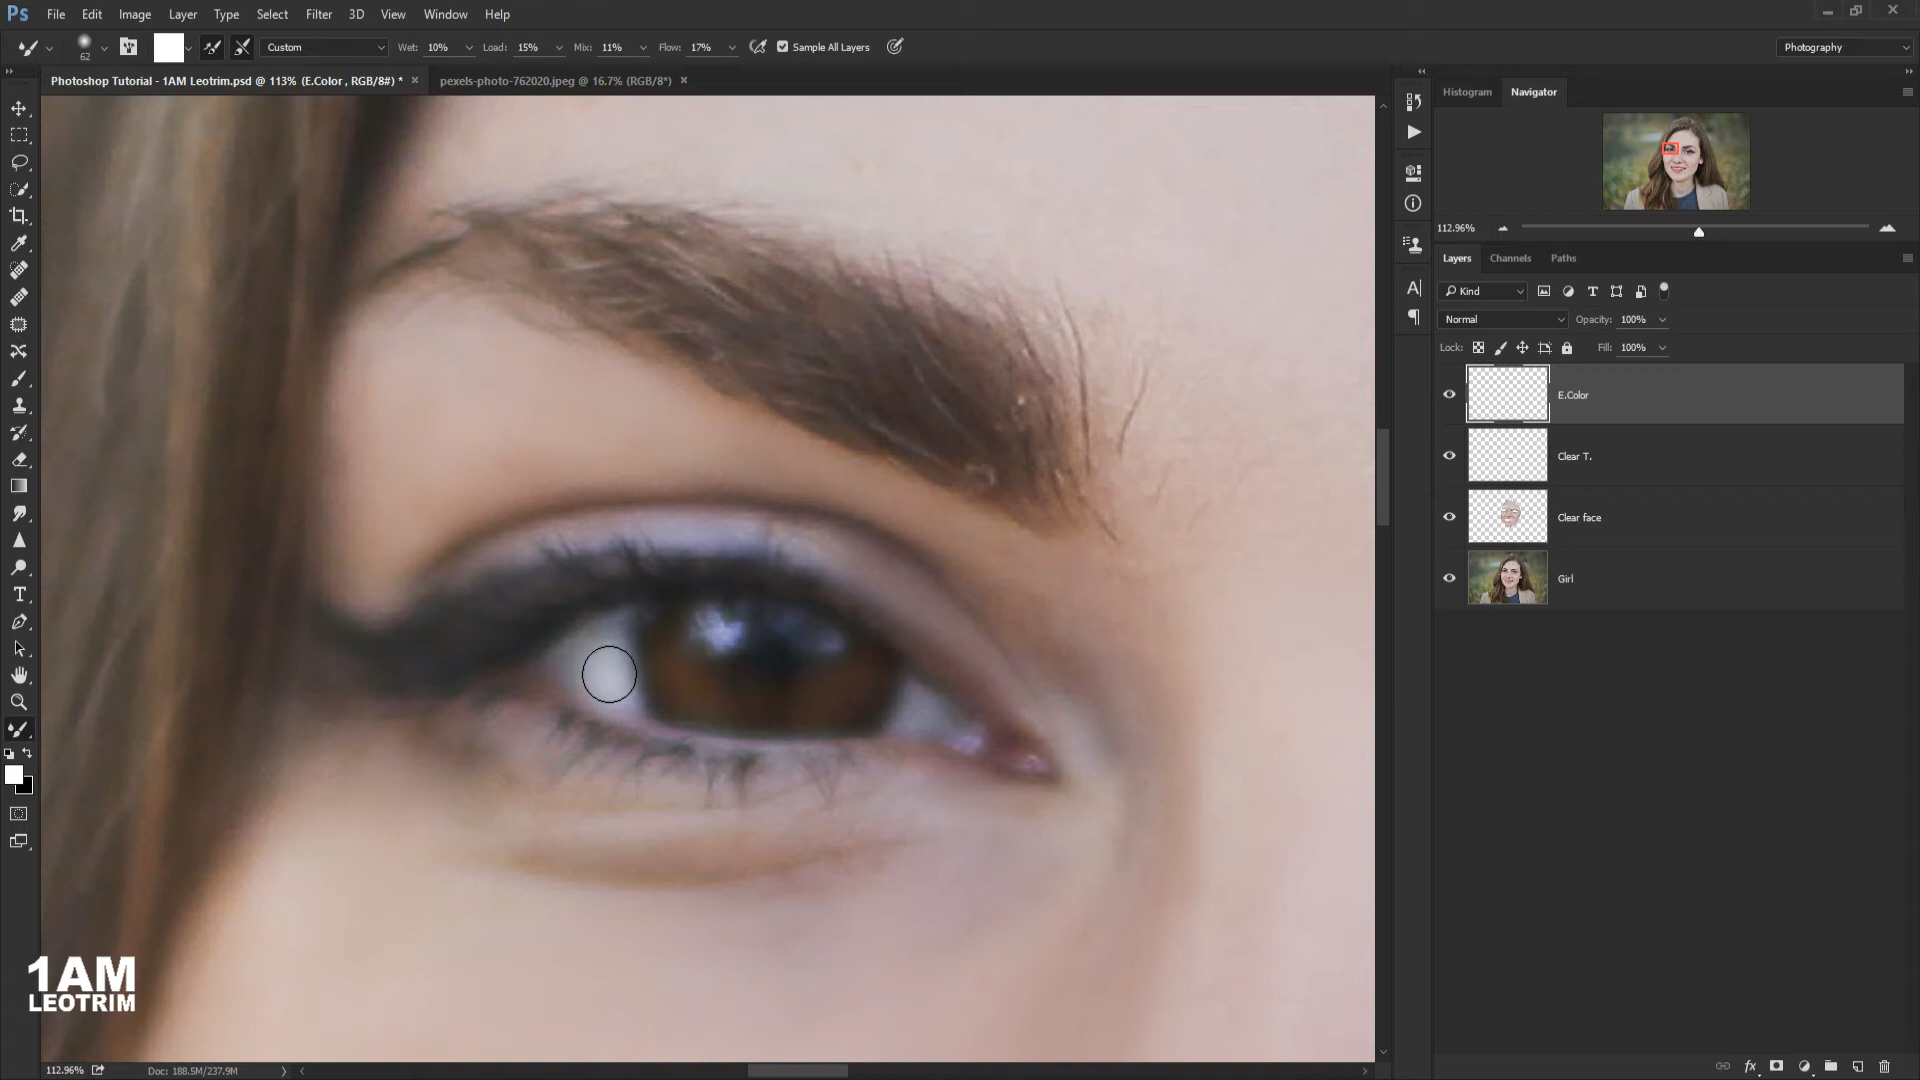 Ps File Edit Image Layer Type Select Filter 3D View Window Help
62 Custom Wet: 10% Load: 15% Mix: 11% Flow: 17% Sample All Layers Photography
Photoshop Tutorial - 1AM Leotrim.psd @ 113% (E.Color , RGB/8#) * pexels-photo-762020.jpeg @ 16.7% (RGB/8*)
Histogram Navigator
112.96%
Layers Channels Paths
Kind
Normal Opacity: 100%
Lock: Fill: 100%
E.Color
Clear T.
Clear face
Girl
1AM
LEOTRIM
112.96% Doc: 188.5M/237.9M